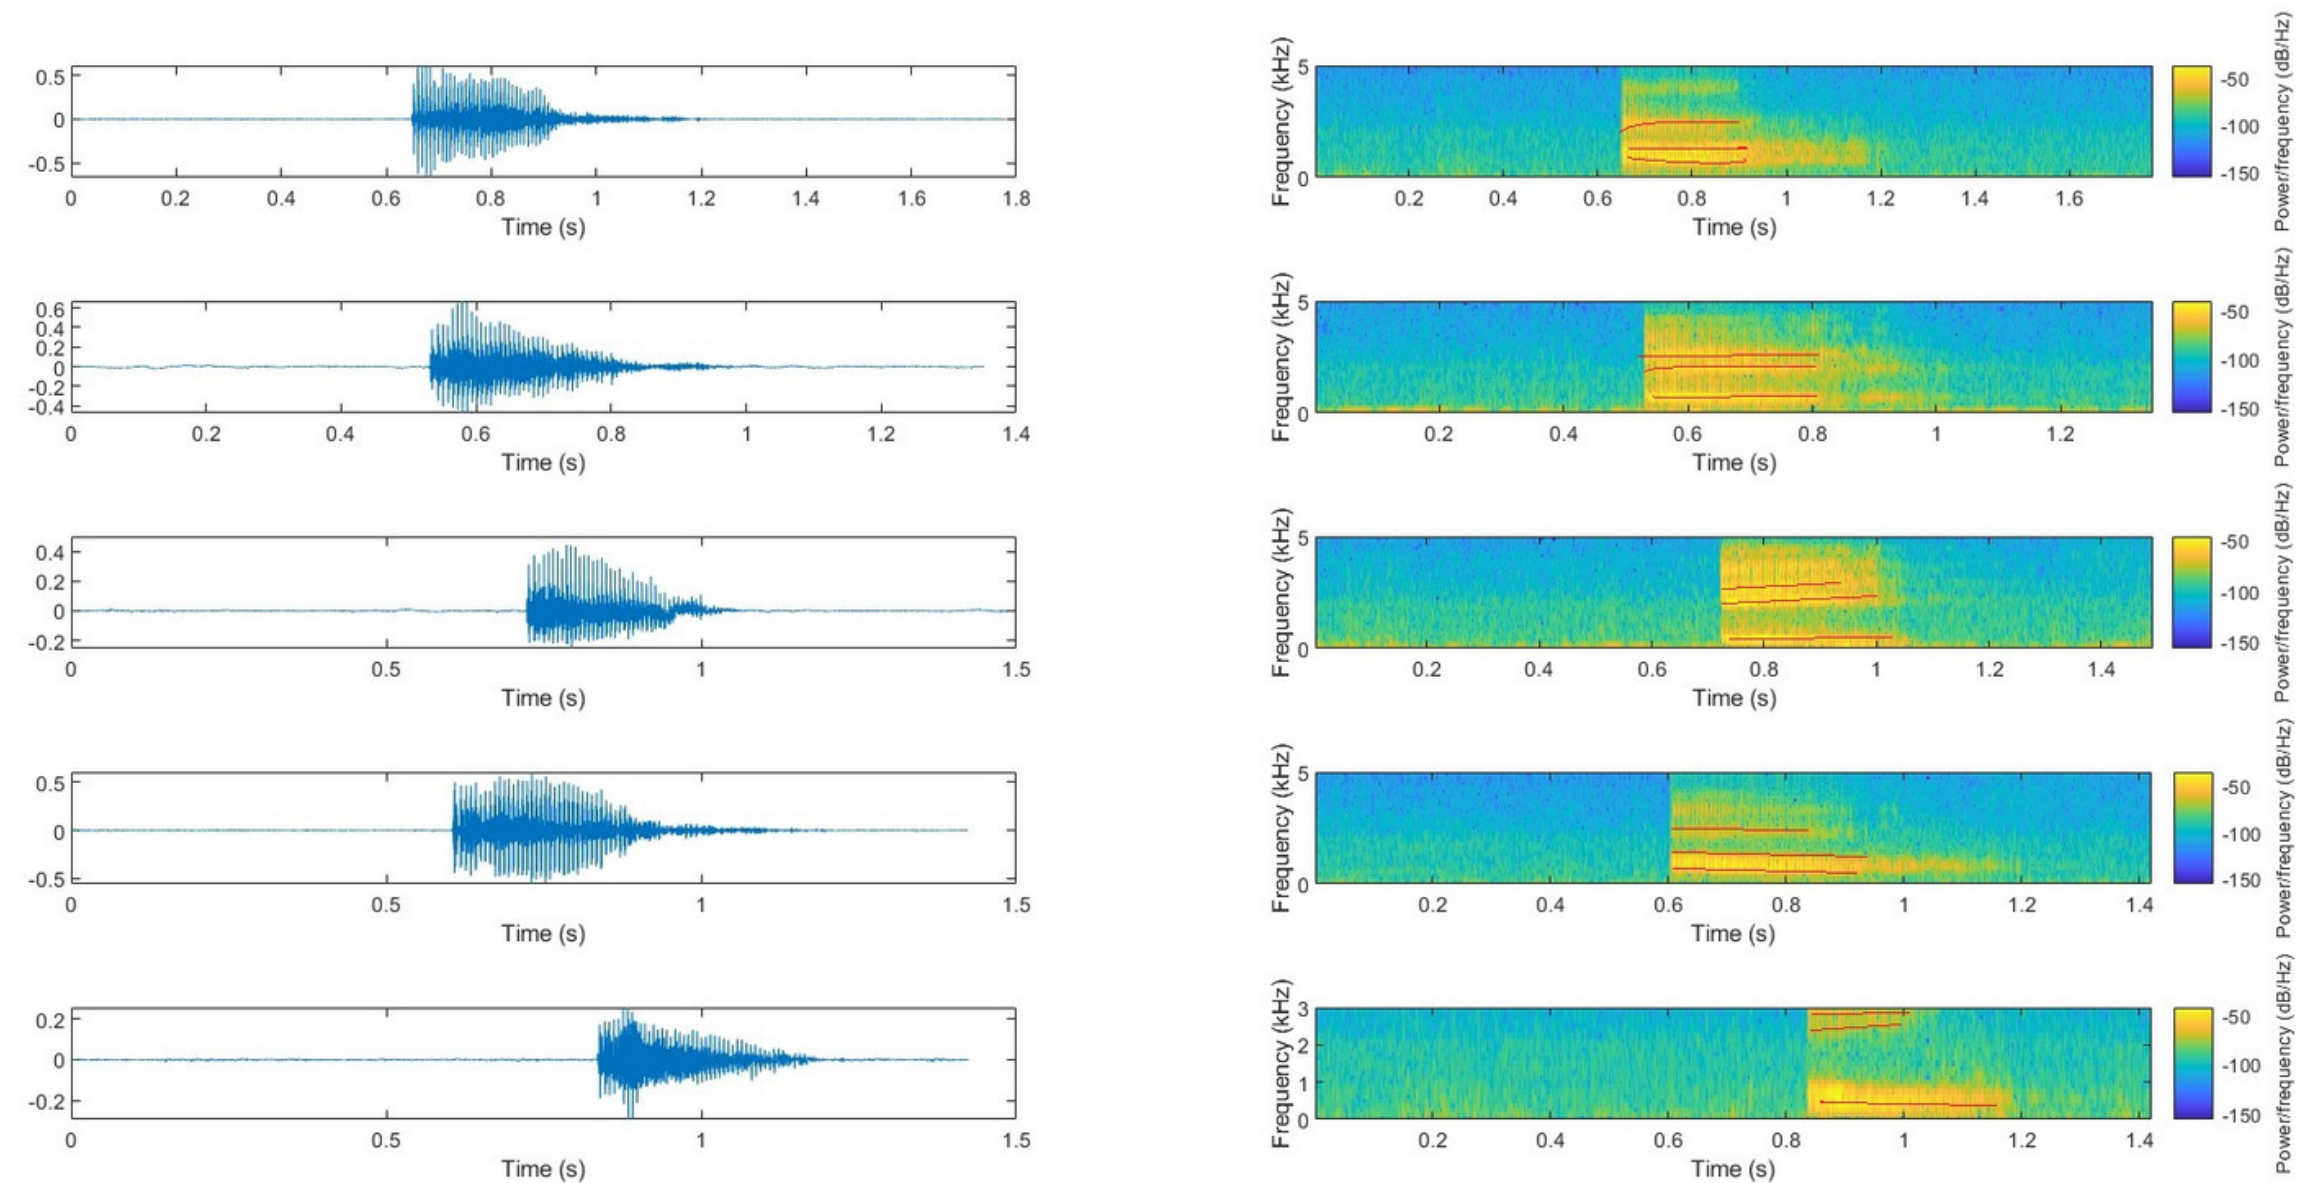 0.5
0
-0.5
0 0.2 0.4 0.6 0.8 1 1.2 1.4 1.6 1.8
Time (s)
Frequency (kHz)
5
0
0.2 0.4 0.6 0.8 1 1.2 1.4 1.6
Time (s)
-50
-100
-150
Power/frequency (dB/Hz)
0.6
0.4
0.2
0
-0.2
-0.4
0 0.2 0.4 0.6 0.8 1 1.2 1.4
Time (s)
Frequency (kHz)
5
0
0.2 0.4 0.6 0.8 1 1.2
Time (s)
-50
-100
-150
Power/frequency (dB/Hz)
0.4
0.2
0
-0.2
0 0.5 1 1.5
Time (s)
Frequency (kHz)
5
0
0.2 0.4 0.6 0.8 1 1.2 1.4
Time (s)
-50
-100
-150
Power/frequency (dB/Hz)
0.5
0
-0.5
0 0.5 1 1.5
Time (s)
Frequency (kHz)
5
0
0.2 0.4 0.6 0.8 1 1.2 1.4
Time (s)
-50
-100
-150
Power/frequency (dB/Hz)
0.2
0
-0.2
0 0.5 1 1.5
Time (s)
Frequency (kHz)
3
2
1
0
0.2 0.4 0.6 0.8 1 1.2 1.4
Time (s)
-50
-100
-150
Power/frequency (dB/Hz)